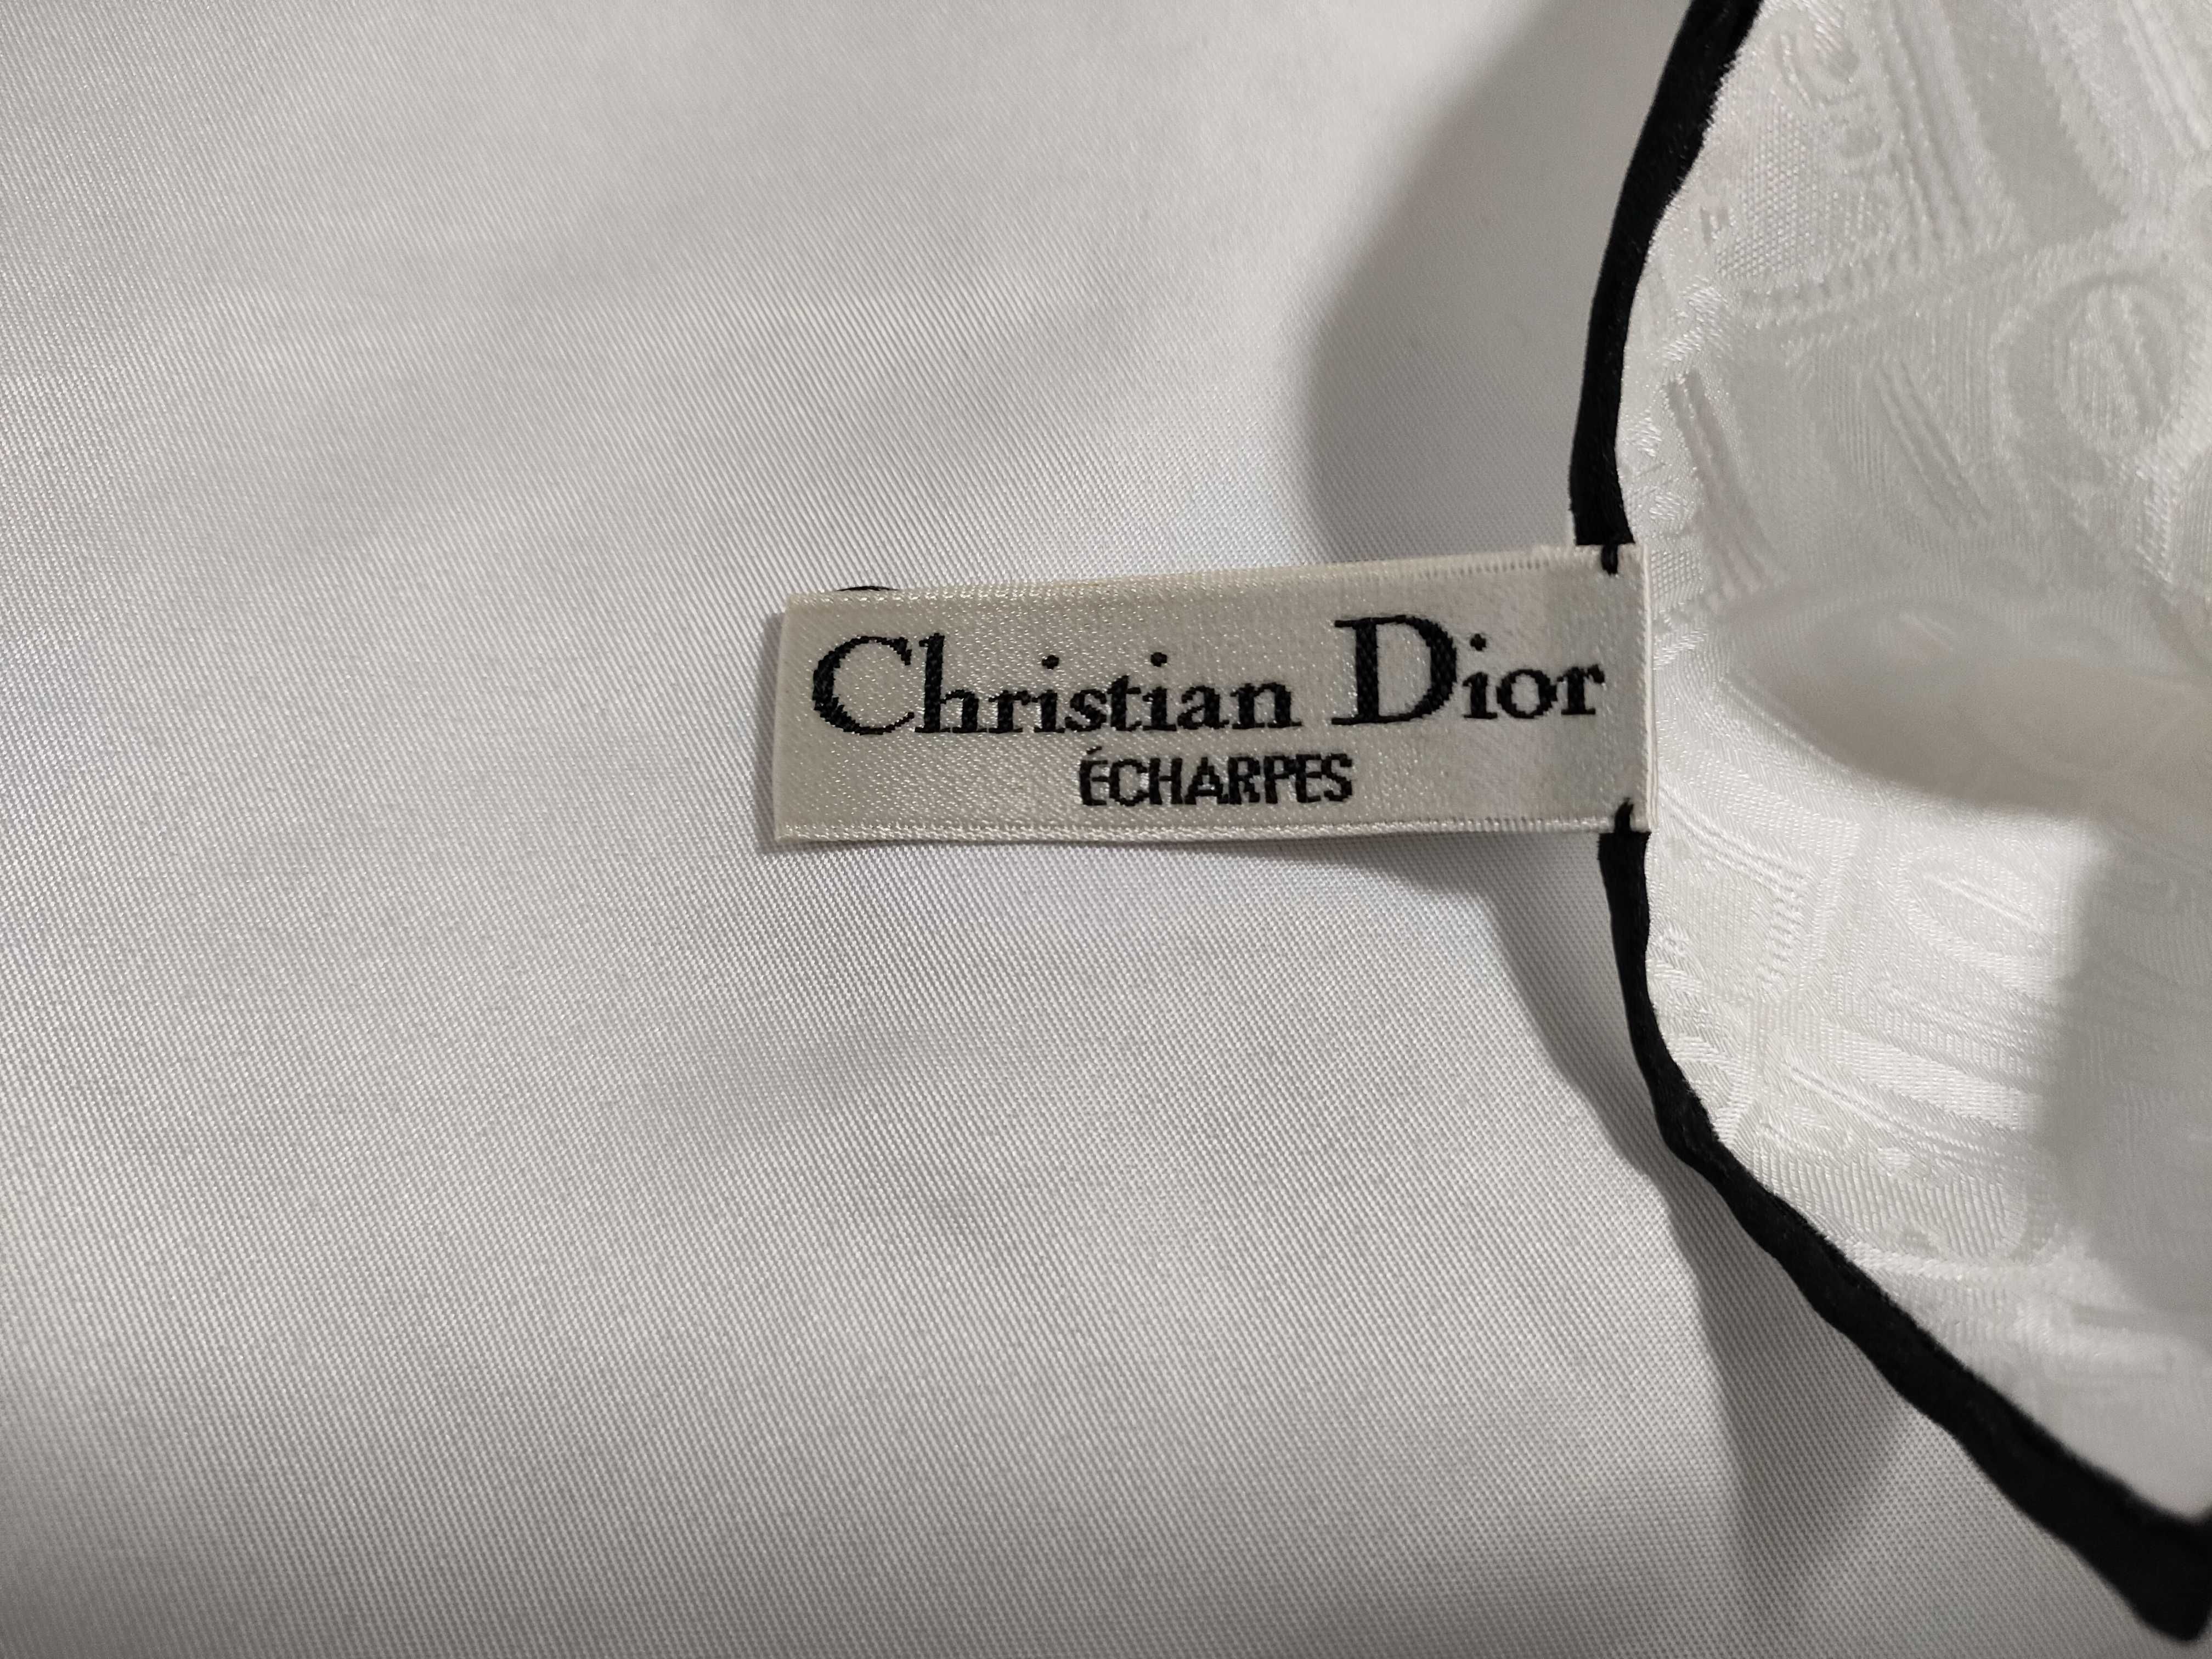 Christian Dior
ÉCHARPES